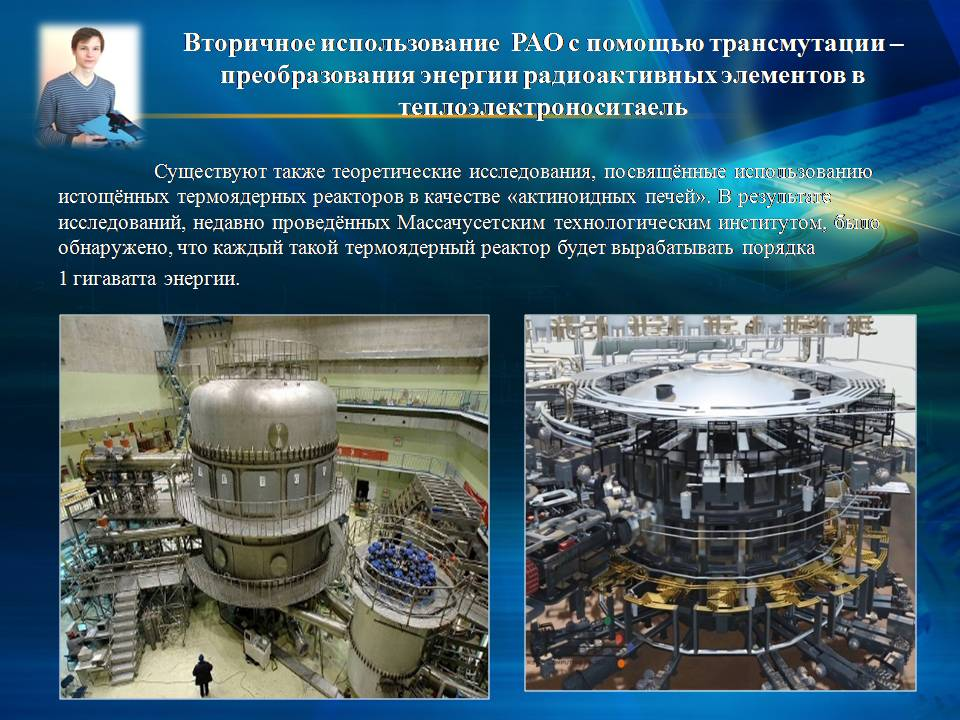 Вторичное использование РАО с помощью трансмутации –
преобразования энергии радиоактивных элементов в
теплоэлектроноситаель
Существуют также теоретические исследования, посвящённые использованию
истощённых термоядерных реакторов в качестве «актиноидных печей». В результате
исследований, недавно проведённых Массачусетским технологическим институтом, было
обнаружено, что каждый такой термоядерный реактор будет вырабатывать порядка
1 гигаватта энергии.